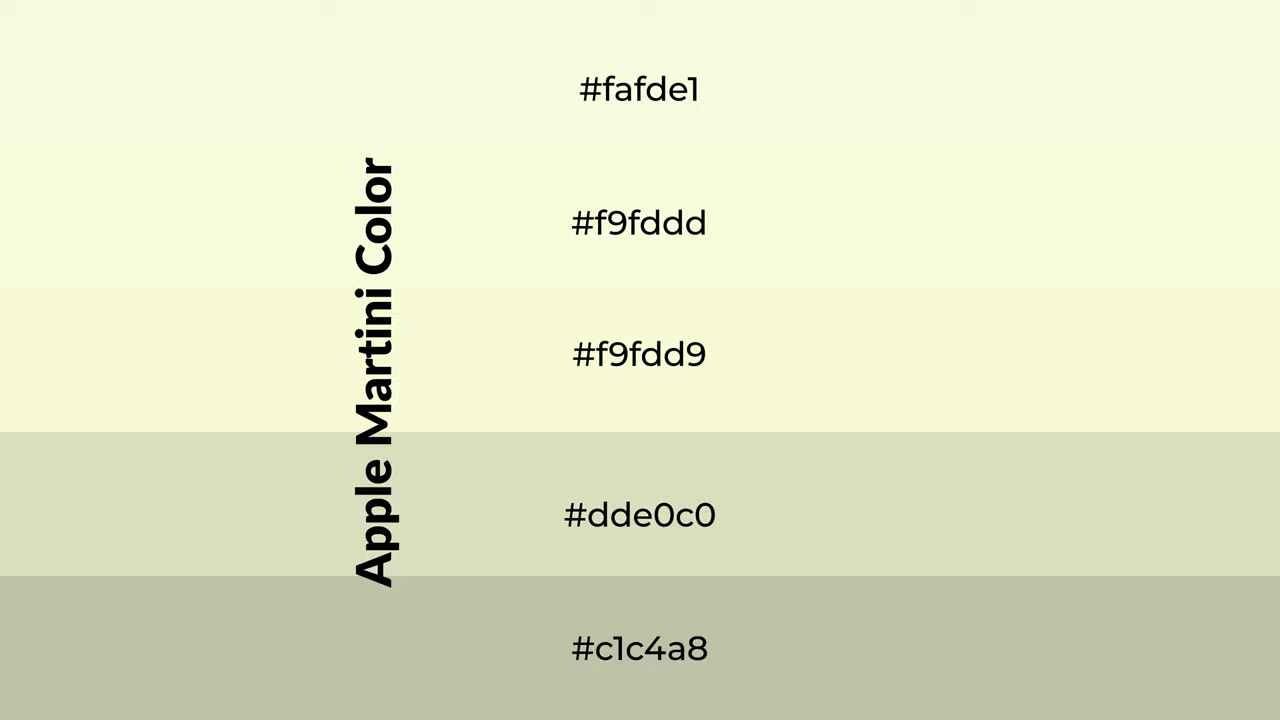 Apple Martini Color
#fafde1
#f9fddd
#f9fdd9
#dde0c0
#c1c4a8